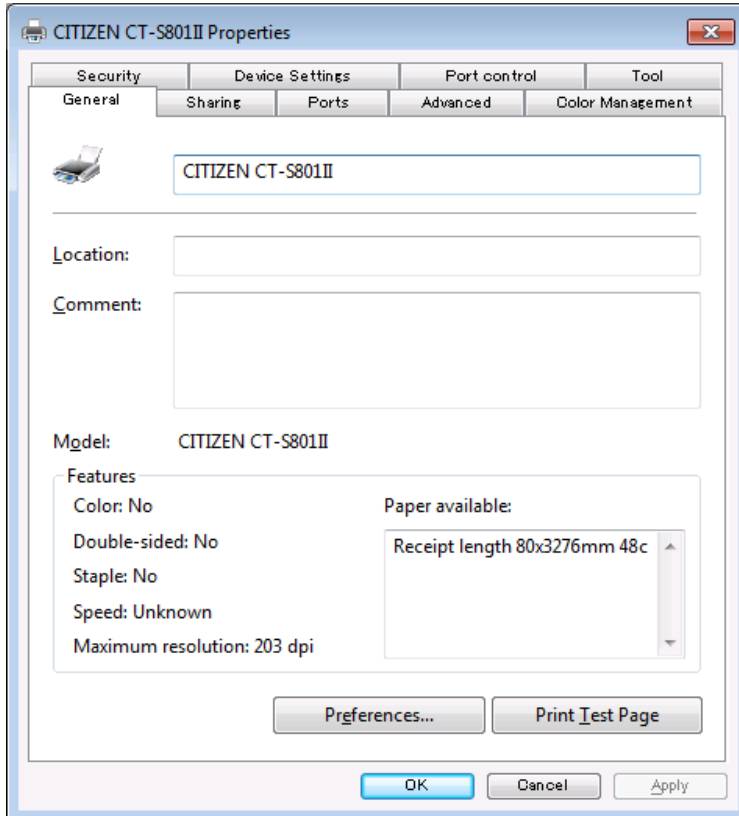 CITIZEN CT-S801II Properties
Security Device Settings Port control Tool
General Sharing Ports Advanced Color Management
CITIZEN CT-S801II
Location:
Comment:
Model: CITIZEN CT-S801II
Features
Color: No Paper available:
Double-sided: No Receipt length 80x3276mm 48c
Staple: No
Speed: Unknown
Maximum resolution: 203 dpi
Preferences... Print Test Page
OK Cancel Apply